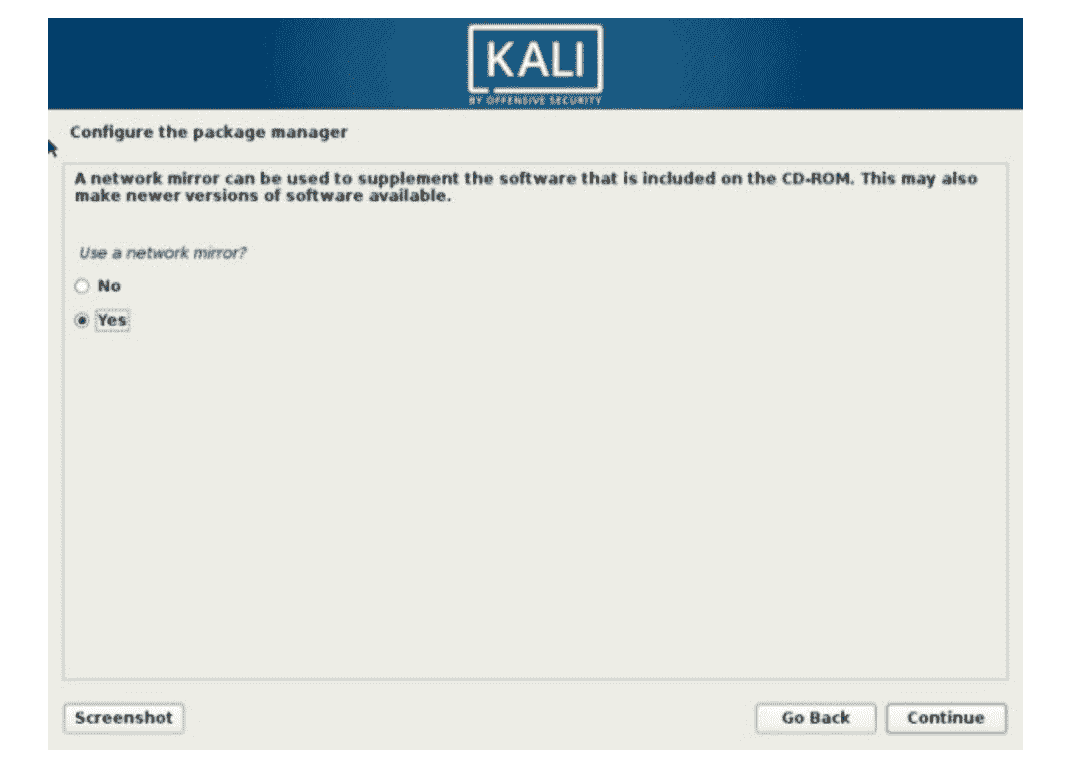 KALI
BY OFFENSIVE SECURITY
Configure the package manager
A network mirror can be used to supplement the software that is included on the CD-ROM. This may also
make newer versions of software available.
Use a network mirror?
No
Yes
Screenshot
Go Back
Continue